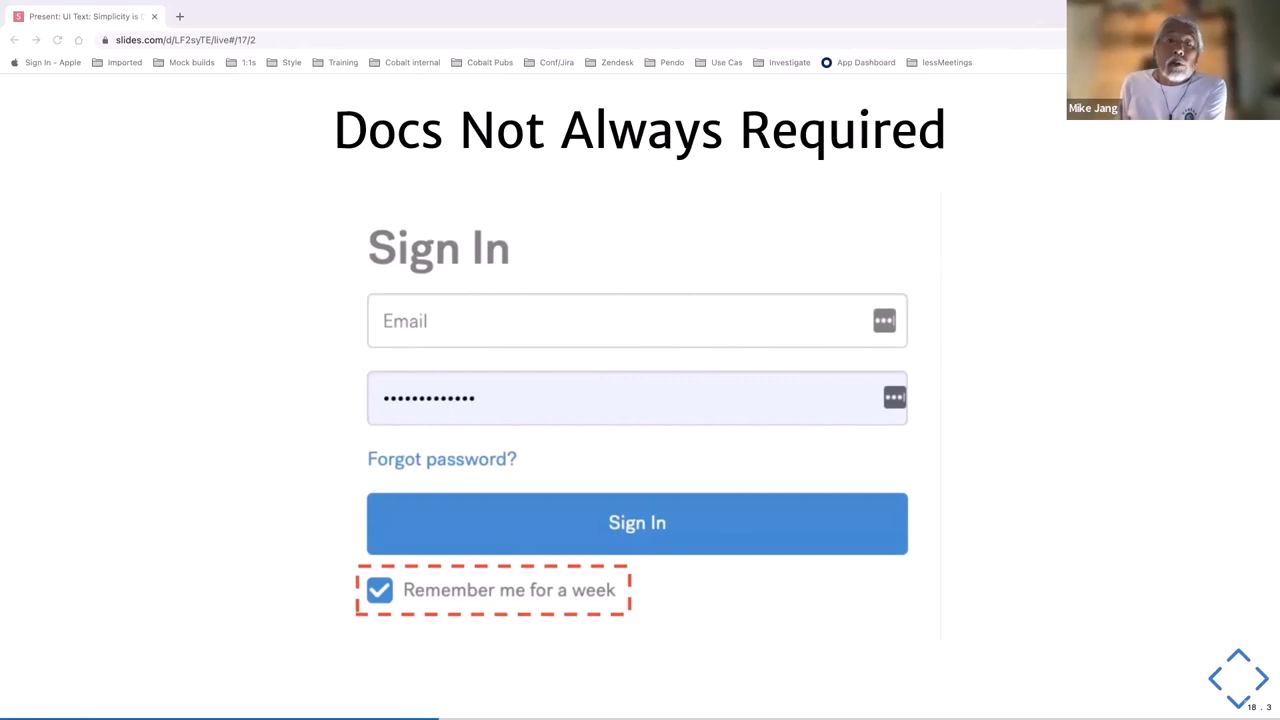 Present: UI Text: Simplicity is
slides.com/d/LF2syTE/live#/17/2
Sign In - Apple Imported Mock builds 1:1s Style Training Cobalt internal Cobalt Pubs Conf/Jira Zendesk Pendo Use Cas Investigate App Dashboard lessMeetings
Mike Jang
Docs Not Always Required
Sign In
Email
•••••••••••••
Forgot password?
Sign In
Remember me for a week
18 . 3